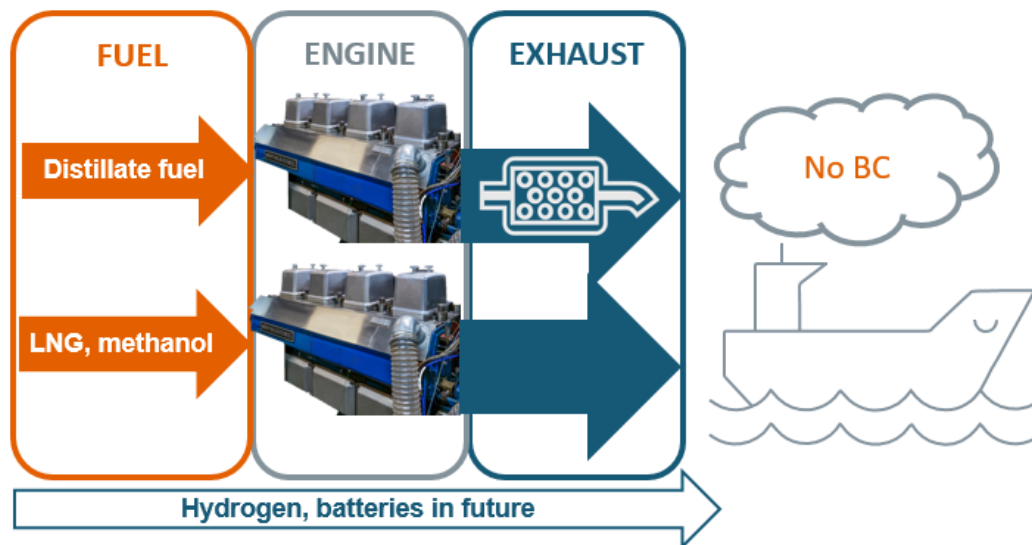 FUEL
ENGINE
EXHAUST
Distillate fuel
No BC
LNG, methanol
Hydrogen, batteries in future